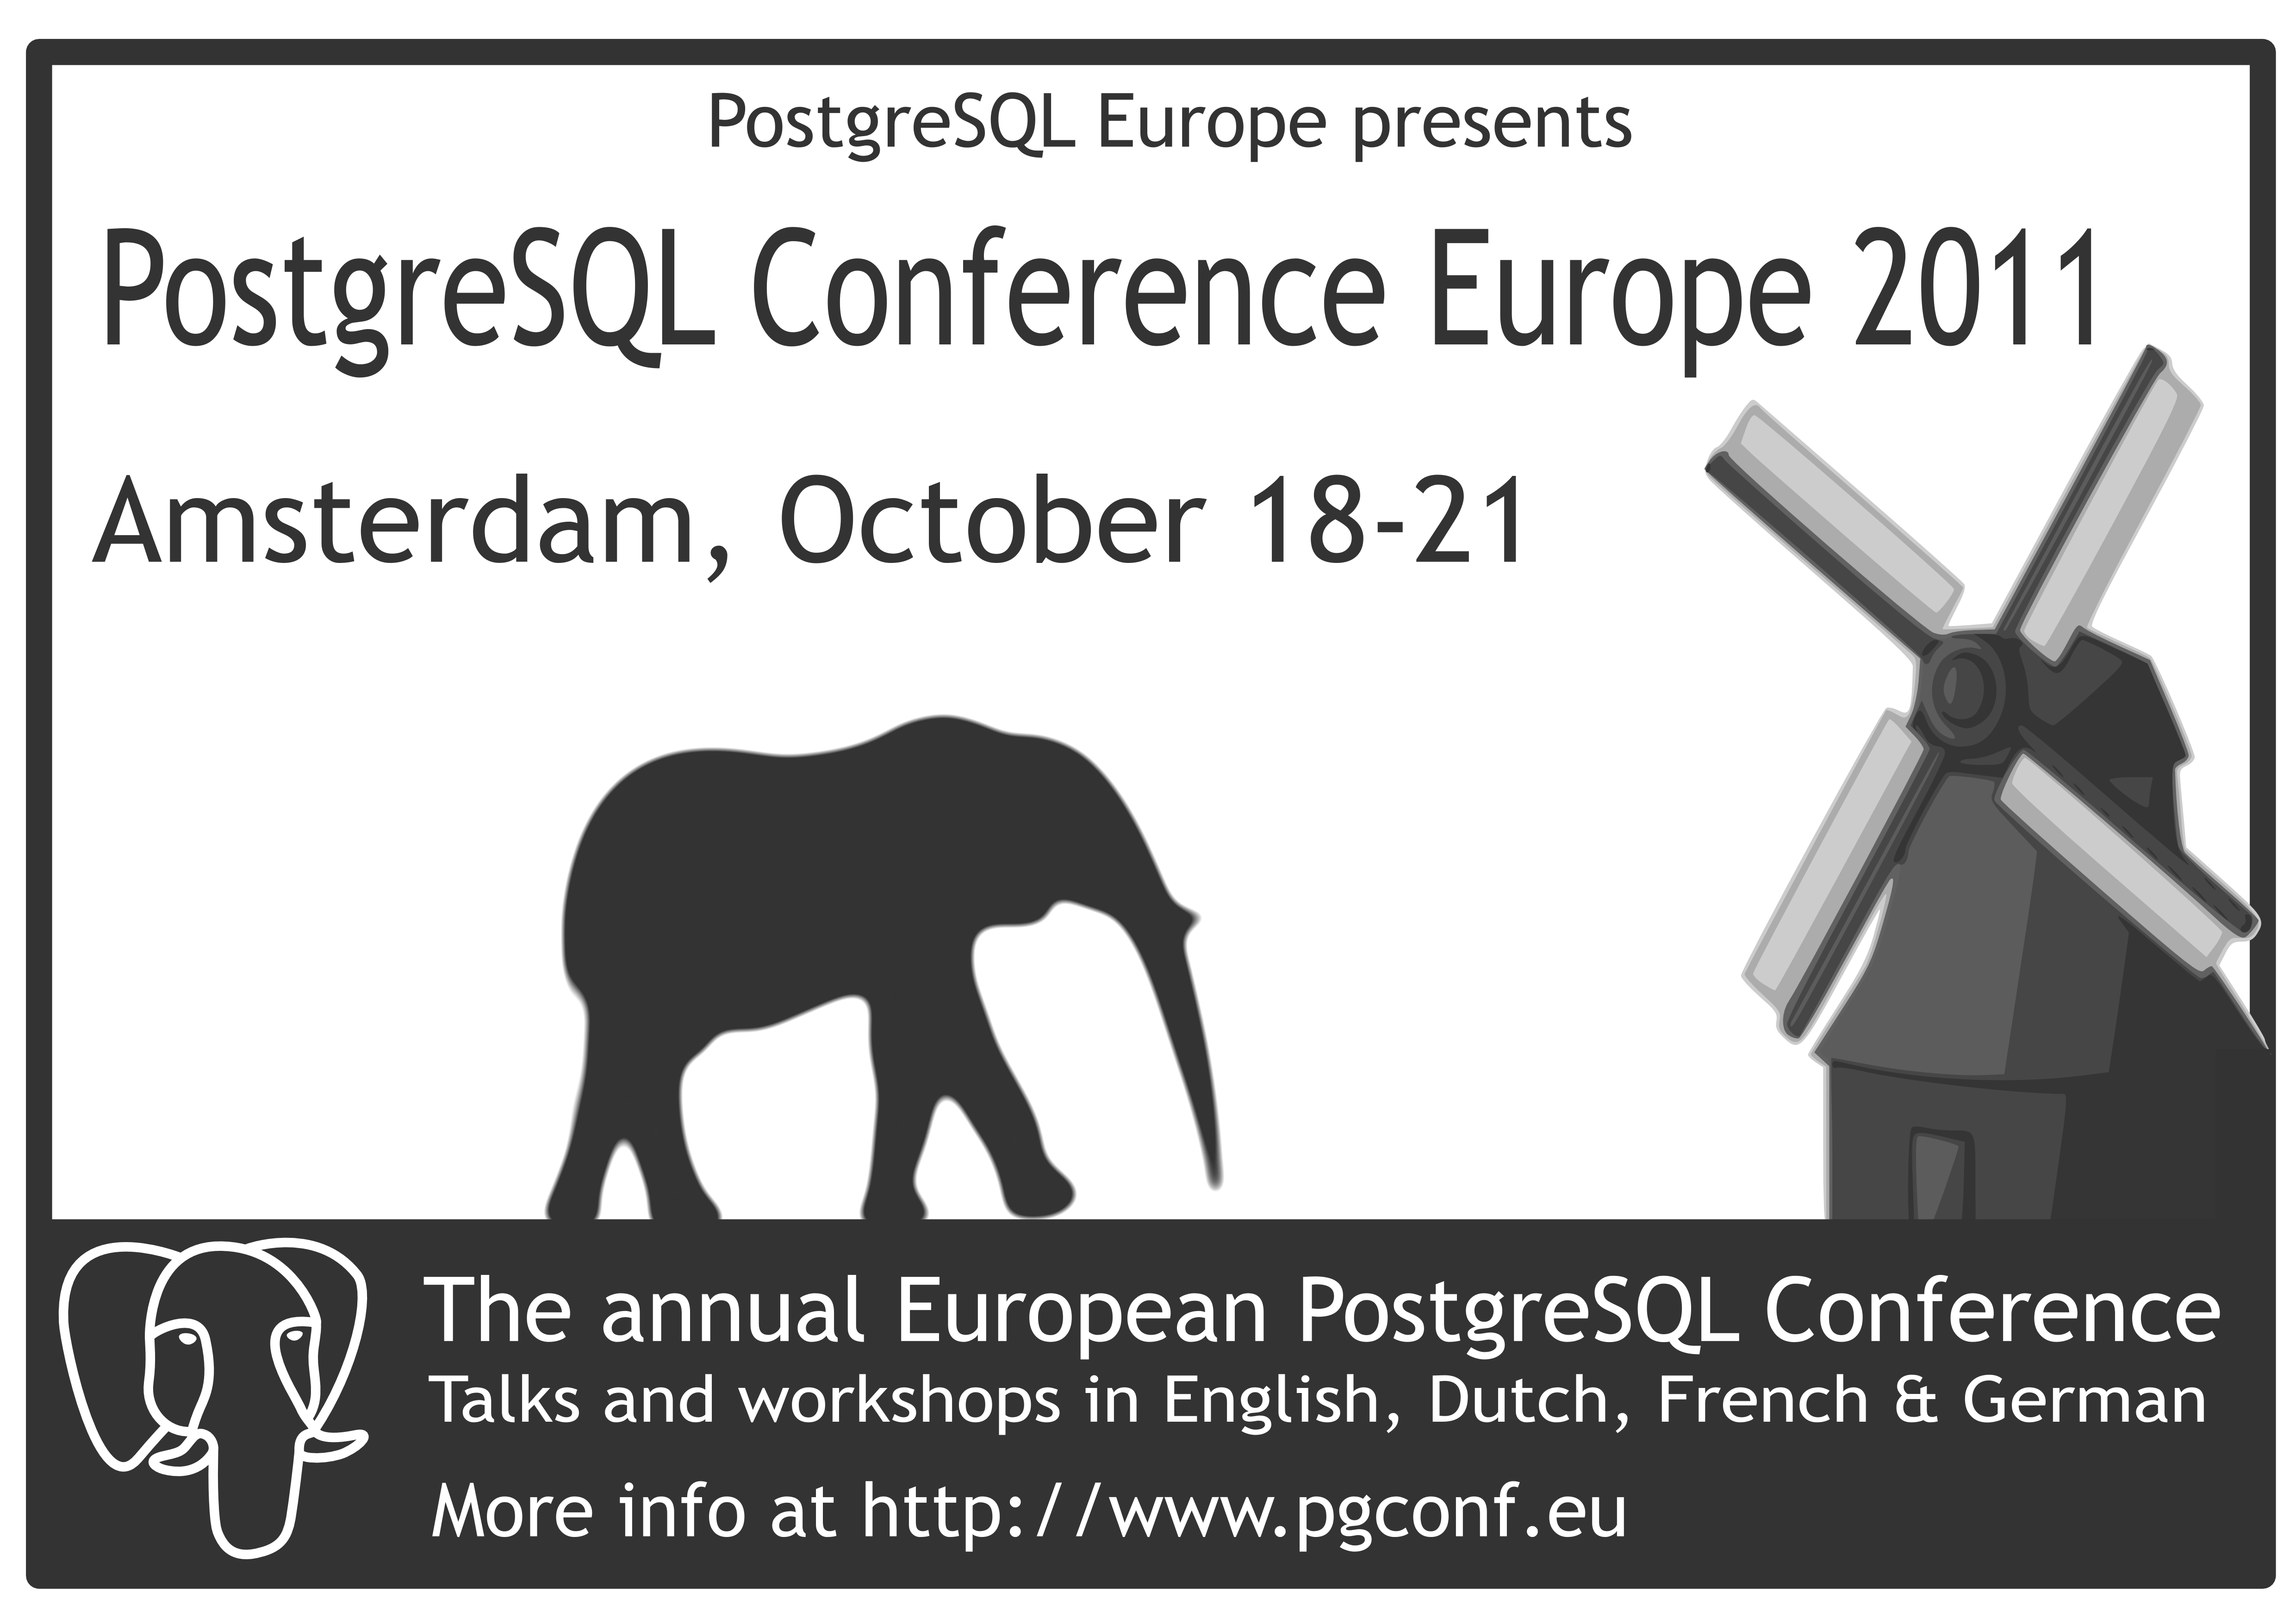 PostgreSQL Europe presents
PostgreSQL Conference Europe 2011
Amsterdam, October 18-21
The annual European PostgreSQL Conference
Talks and workshops in English, Dutch, French & German
More info at http://www.pgconf.eu